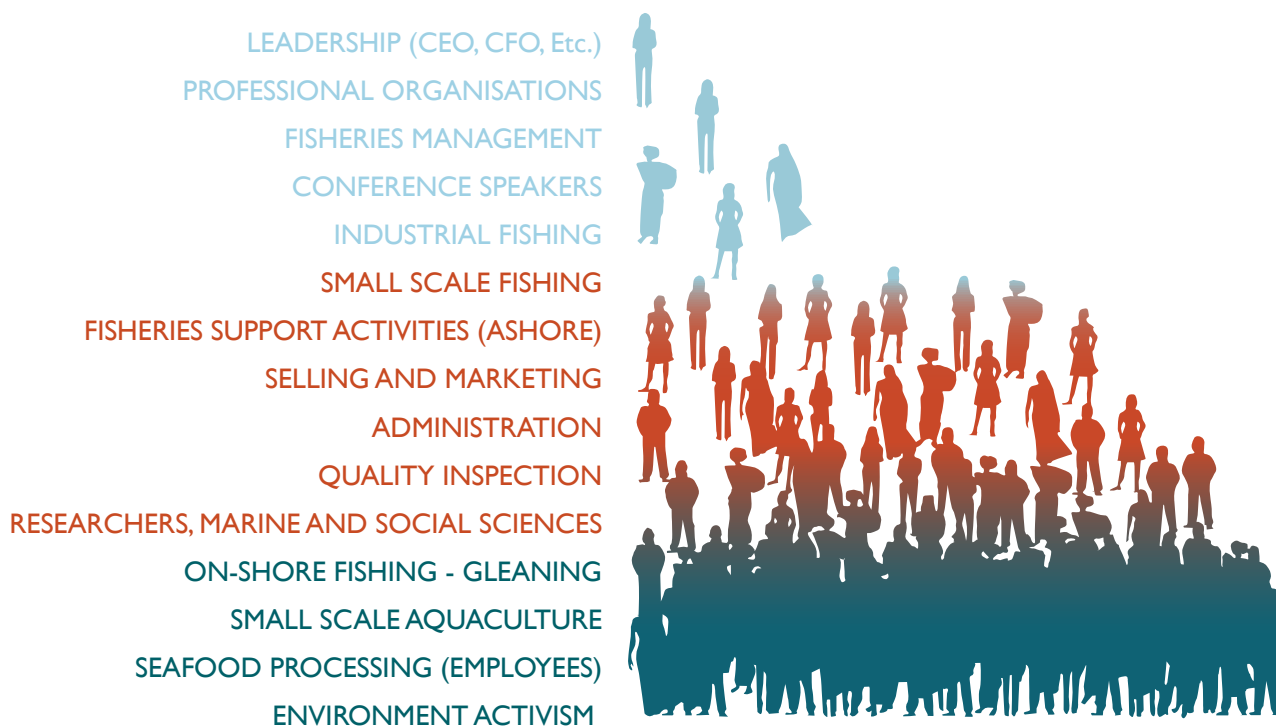 LEADERSHIP (CEO, CFO, Etc.)
PROFESSIONAL ORGANISATIONS
FISHERIES MANAGEMENT
CONFERENCE SPEAKERS
INDUSTRIAL FISHING
SMALL SCALE FISHING
FISHERIES SUPPORT ACTIVITIES (ASHORE)
SELLING AND MARKETING
ADMINISTRATION
QUALITY INSPECTION
RESEARCHERS, MARINE AND SOCIAL SCIENCES
ON-SHORE FISHING - GLEANING
SMALL SCALE AQUACULTURE
SEAFOOD PROCESSING (EMPLOYEES)
ENVIRONMENT ACTIVISM